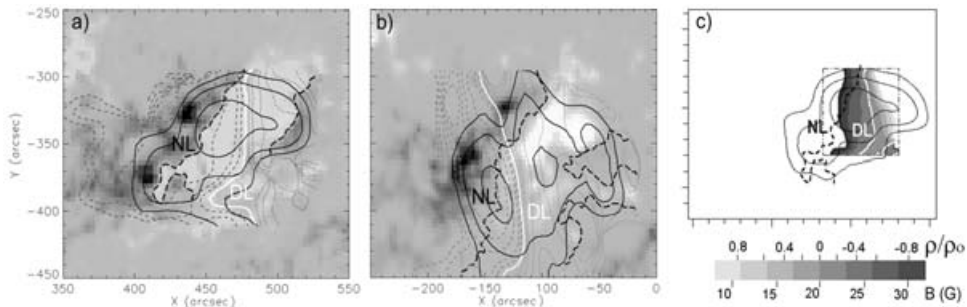 a)
-250
-300
-350
-400
-450
Y (arcsec)
NL
DL
350
400
450
500
550
X (arcsec)
b)
NL
DL
-200
-150
-100
-50
0
X (arcsec)
c)
NL
DL
0.8 0.4 0 -0.4 -0.8 ρ/ρo
10 15 20 25 30 B (G)